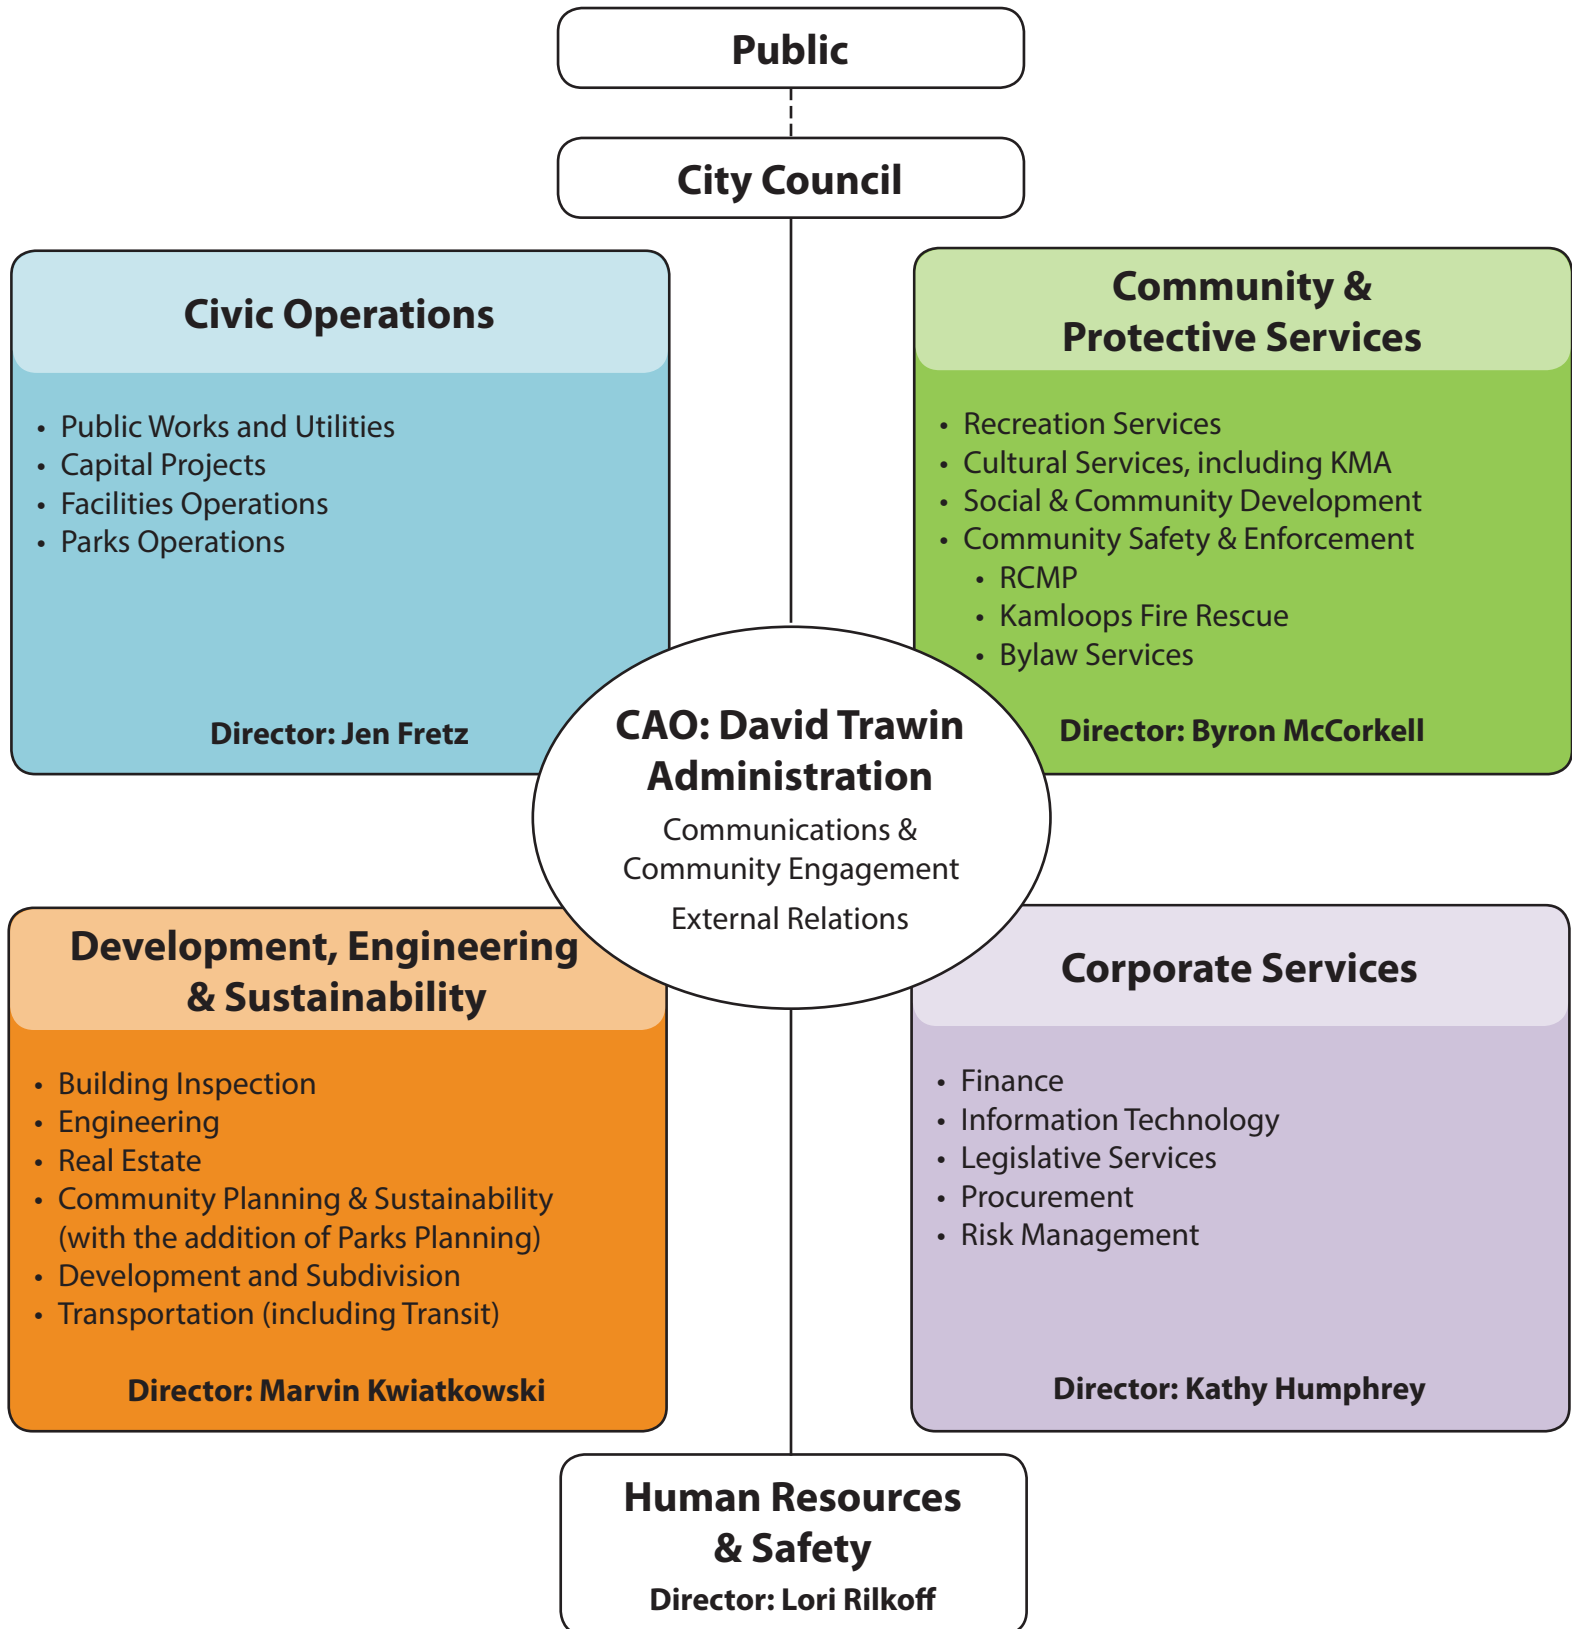 Public
City Council
Civic Operations
• Public Works and Utilities
• Capital Projects
• Facilities Operations
• Parks Operations
Director: Jen Fretz
Community &
Protective Services
• Recreation Services
• Cultural Services, including KMA
• Social & Community Development
• Community Safety & Enforcement
• RCMP
• Kamloops Fire Rescue
• Bylaw Services
Director: Byron McCorkell
CAO: David Trawin
Administration
Communications &
Community Engagement
External Relations
Development, Engineering
& Sustainability
• Building Inspection
• Engineering
• Real Estate
• Community Planning & Sustainability
(with the addition of Parks Planning)
• Development and Subdivision
• Transportation (including Transit)
Director: Marvin Kwiatkowski
Corporate Services
• Finance
• Information Technology
• Legislative Services
• Procurement
• Risk Management
Director: Kathy Humphrey
Human Resources
& Safety
Director: Lori Rilkoff